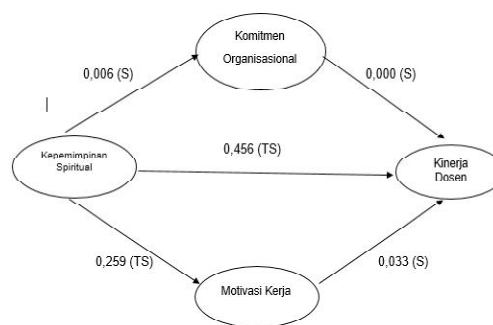 Komitmen
Organisasional
0,006 (S)
0,000 (S)
Kepemimpinan
Spiritual
0,456 (TS)
Kinerja
Dosen
0,259 (TS)
0,033 (S)
Motivasi Kerja